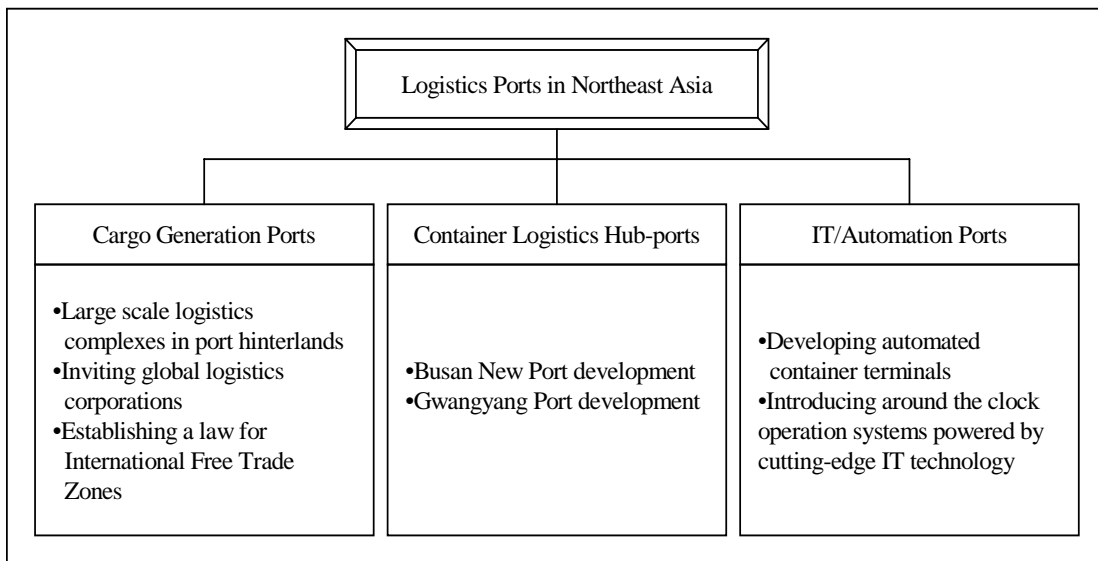 Logistics Ports in Northeast Asia
Cargo Generation Ports
•Large scale logistics
complexes in port hinterlands
•Inviting global logistics
corporations
•Establishing a law for
International Free Trade
Zones
Container Logistics Hub-ports
•Busan New Port development
•Gwangyang Port development
IT/Automation Ports
•Developing automated
container terminals
•Introducing around the clock
operation systems powered by
cutting-edge IT technology